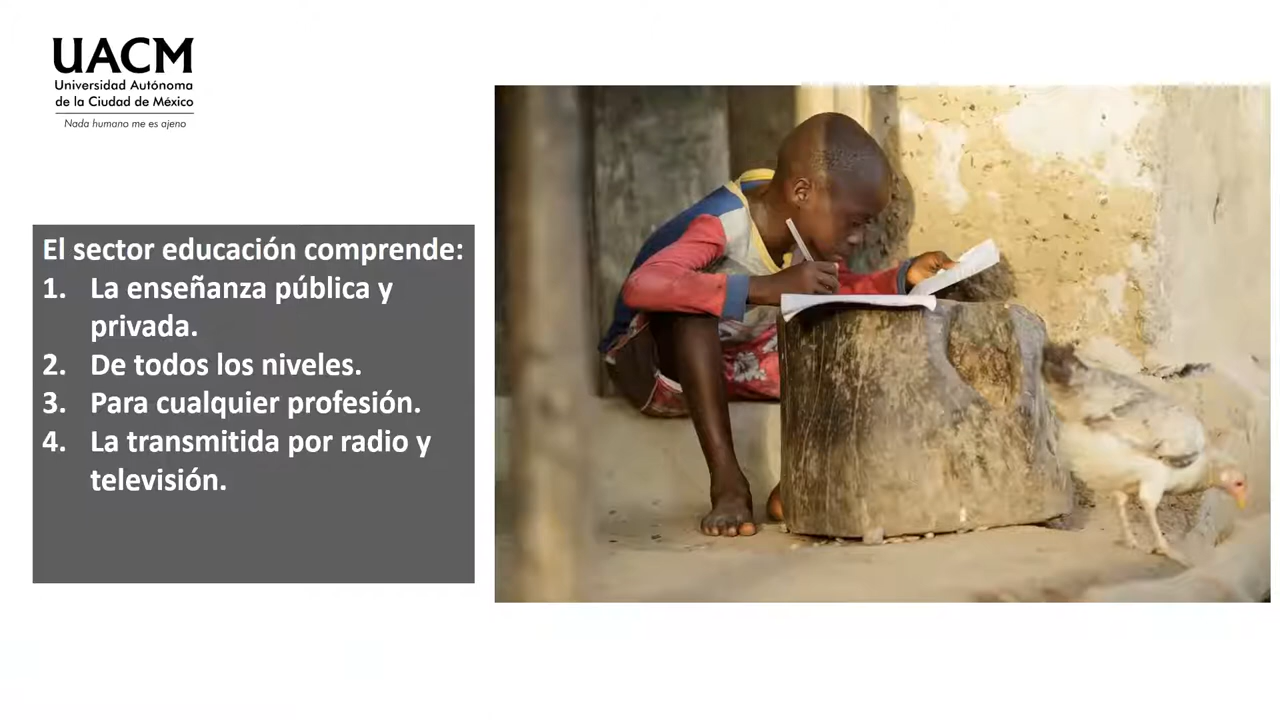 UACM
Universidad Autónoma
de la Ciudad de México
Nada humano me es ajeno
El sector educación comprende:
1. La enseñanza pública y
privada.
2. De todos los niveles.
3. Para cualquier profesión.
4. La transmitida por radio y
televisión.